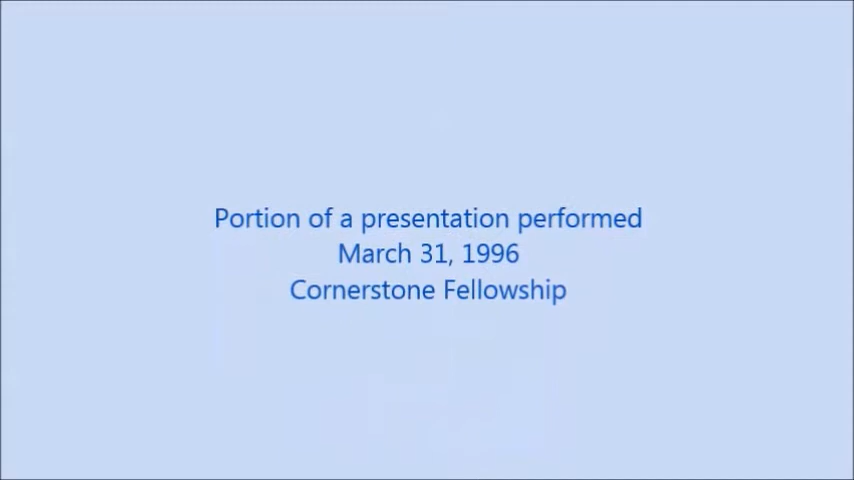 Portion of a presentation performed
March 31, 1996
Cornerstone Fellowship